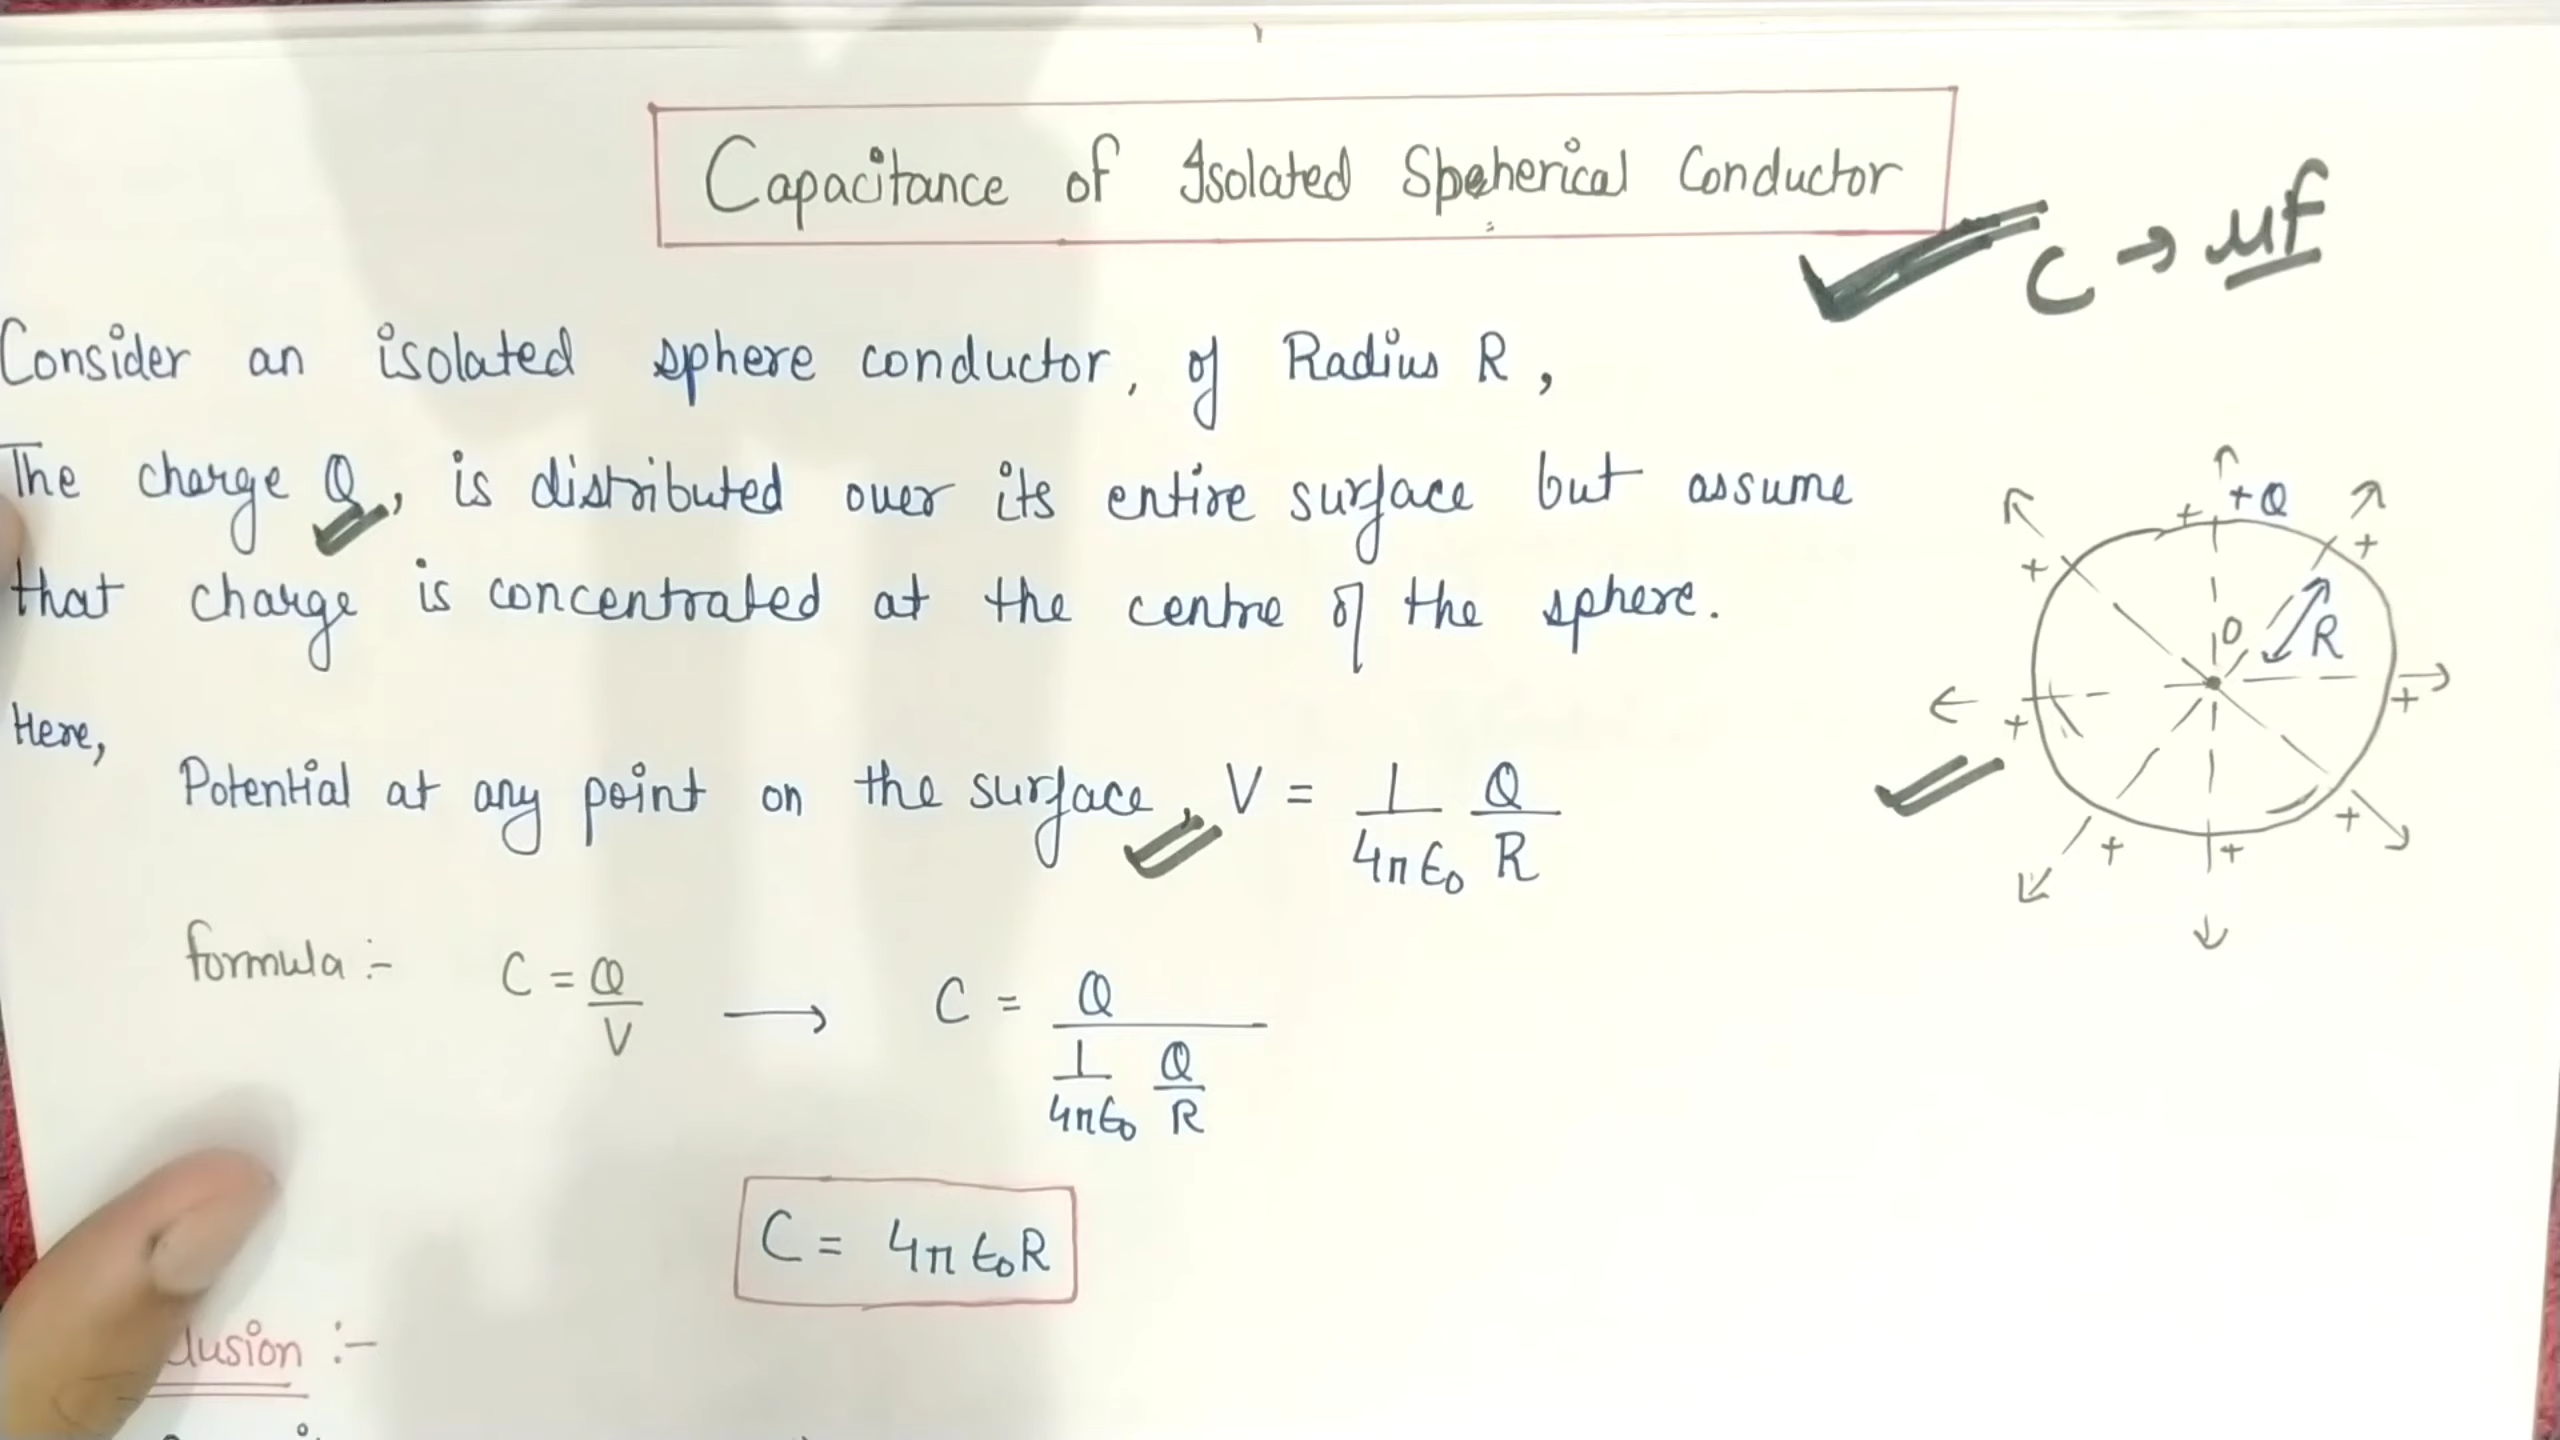 Capacitance of Isolated Speherical Conductor
C → μf
Consider an isolated sphere conductor, of Radius R,
The charge Q, is distributed over its entire surface but assume
that charge is concentrated at the centre of the sphere.
+Q
+ + + + + + + +
O
R
Here,
Potential at any point on the surface, V = 1/4πϵ₀ Q/R
formula :- C = Q/V ⟶ C = Q/(1/4πϵ₀ Q/R)
C = 4πϵ₀R
lusion :-